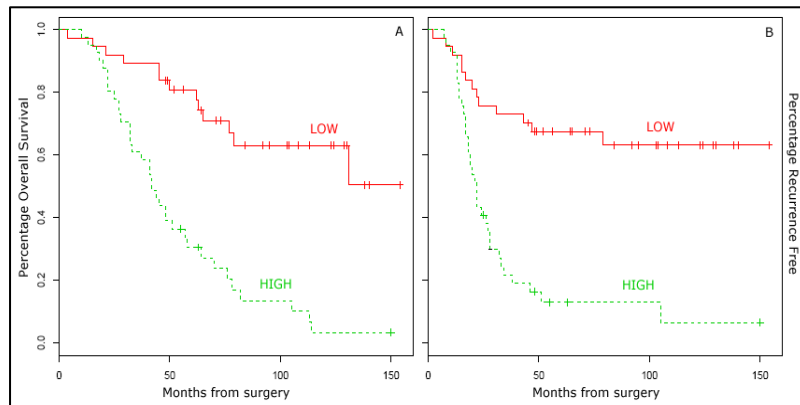 A
B
Percentage Overall Survival
1.0
0.8
0.6
0.4
0.2
0.0
LOW
HIGH
LOW
HIGH
Percentage Recurrence Free
0 50 100 150
0 50 100 150
Months from surgery
Months from surgery